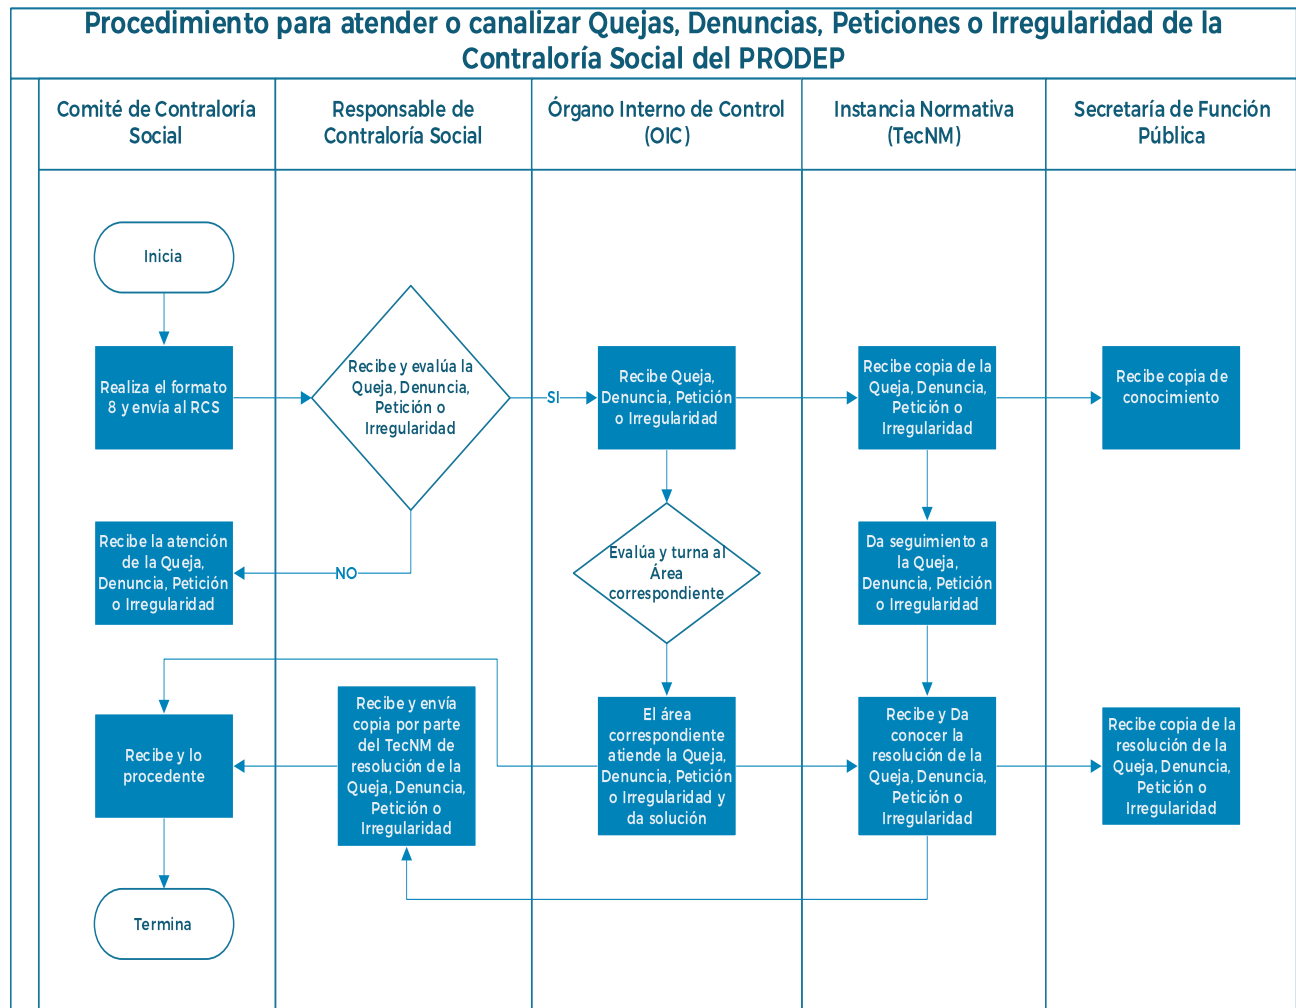 Procedimiento para atender o canalizar Quejas, Denuncias, Peticiones o Irregularidad de la
Contraloría Social del PRODEP
Comité de Contraloría
Social
Responsable de
Contraloría Social
Órgano Interno de Control
(OIC)
Instancia Normativa
(TecNM)
Secretaría de Función
Pública
Inicia
Realiza el formato
8 y envía al RCS
Recibe y evalúa la
Queja, Denuncia,
Petición o
Irregularidad
SI
Recibe Queja,
Denuncia, Petición
o Irregularidad
Recibe copia de la
Queja, Denuncia,
Petición o
Irregularidad
Recibe copia de
conocimiento
Recibe la atención
de la Queja,
Denuncia, Petición
o Irregularidad
NO
Evalúa y turna al
Área
correspondiente
Da seguimiento a
la Queja,
Denuncia, Petición
o Irregularidad
Recibe y lo
procedente
Recibe y envía
copia por parte
del TecNM de
resolución de la
Queja, Denuncia,
Petición o
Irregularidad
El área
correspondiente
atiende la Queja,
Denuncia, Petición
o Irregularidad y
da solución
Recibe y Da
conocer la
resolución de la
Queja, Denuncia,
Petición o
Irregularidad
Recibe copia de la
resolución de la
Queja, Denuncia,
Petición o
Irregularidad
Termina